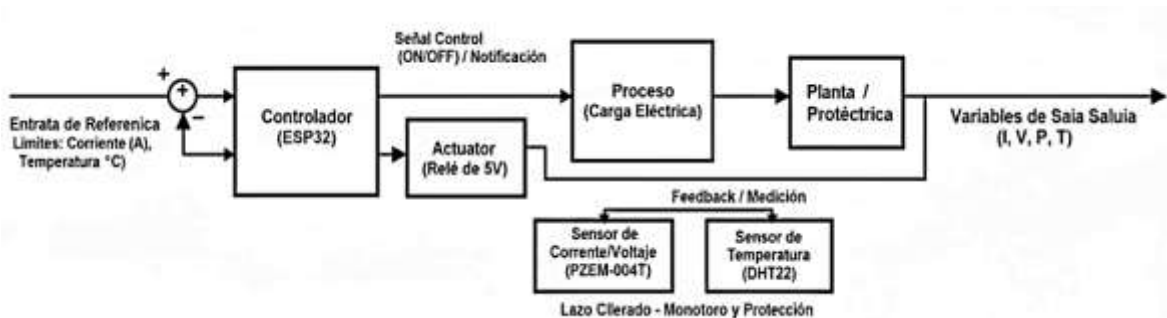 Señal Control
(ON/OFF) / Notificación
+
+
−
Entrata de Referenica
Limites: Corriente (A),
Temperatura °C)
Controlador
(ESP32)
Actuator
(Relé de 5V)
Proceso
(Carga Eléctrica)
Planta /
Protéctrica
Variables de Saia Saluia
(I, V, P, T)
Feedback / Medición
Sensor de
Corrente/Voltaje
(PZEM-004T)
Sensor de
Temperatura
(DHT22)
Lazo Cllerado - Monotoro y Protección